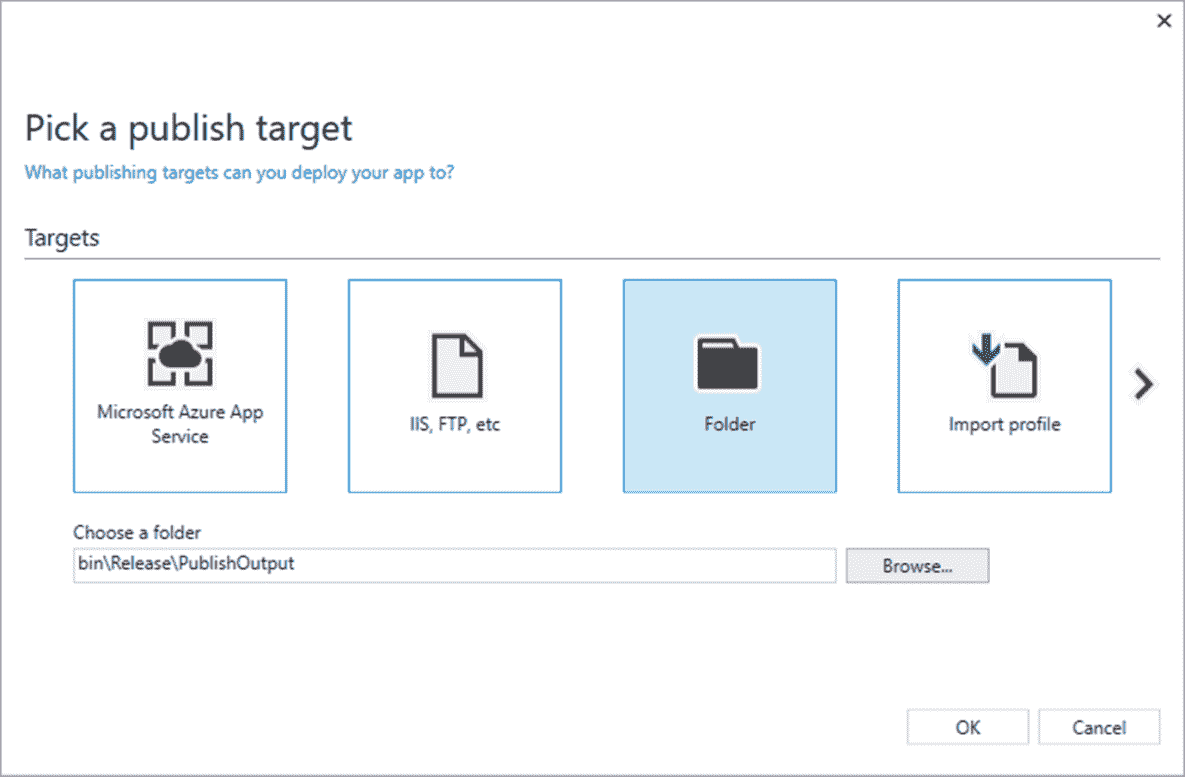 Pick a publish target
What publishing targets can you deploy your app to?
Targets
Microsoft Azure App
Service
IIS, FTP, etc
Folder
Import profile
Choose a folder
bin\Release\PublishOutput
Browse...
OK
Cancel